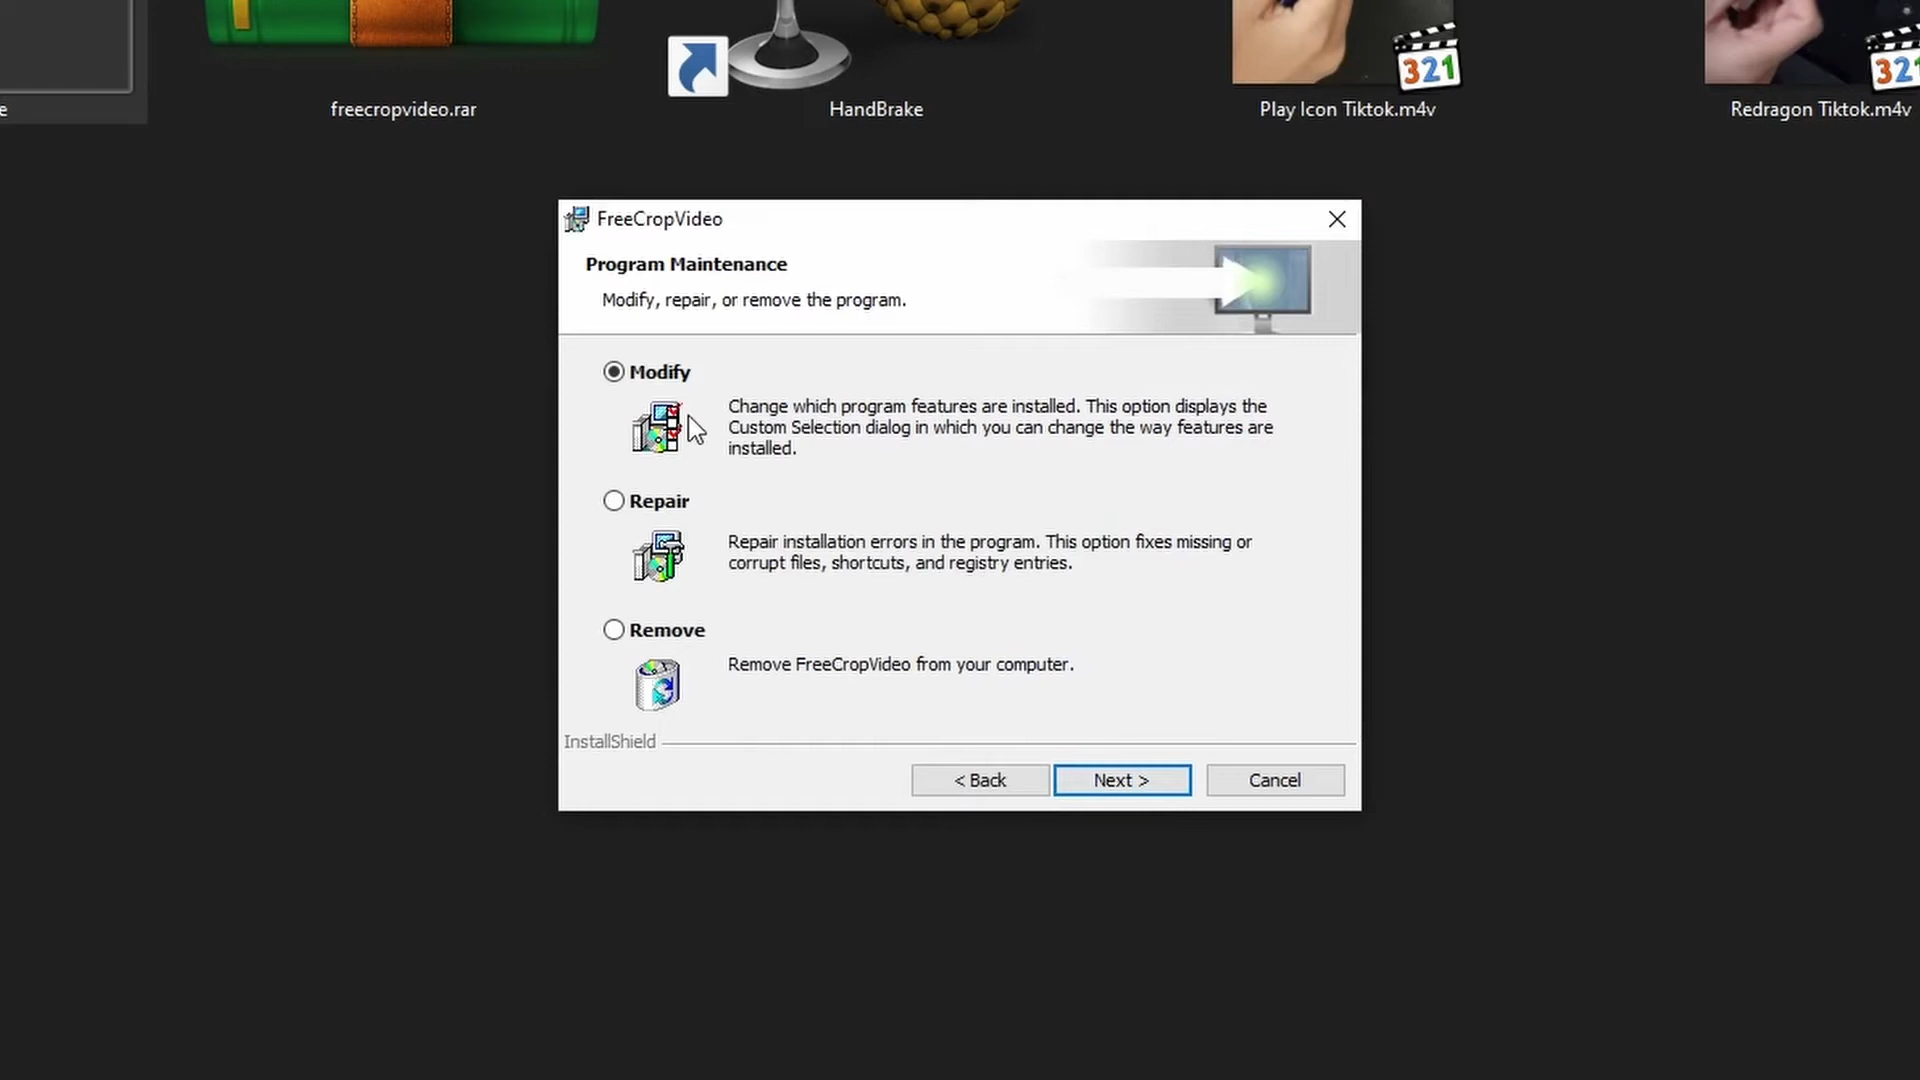 e
freecropvideo.rar
HandBrake
321
Play Icon Tiktok.m4v
321
Redragon Tiktok.m4v
FreeCropVideo
Program Maintenance
Modify, repair, or remove the program.
Modify
Change which program features are installed. This option displays the
Custom Selection dialog in which you can change the way features are
installed.
Repair
Repair installation errors in the program. This option fixes missing or
corrupt files, shortcuts, and registry entries.
Remove
Remove FreeCropVideo from your computer.
InstallShield
< Back
Next >
Cancel